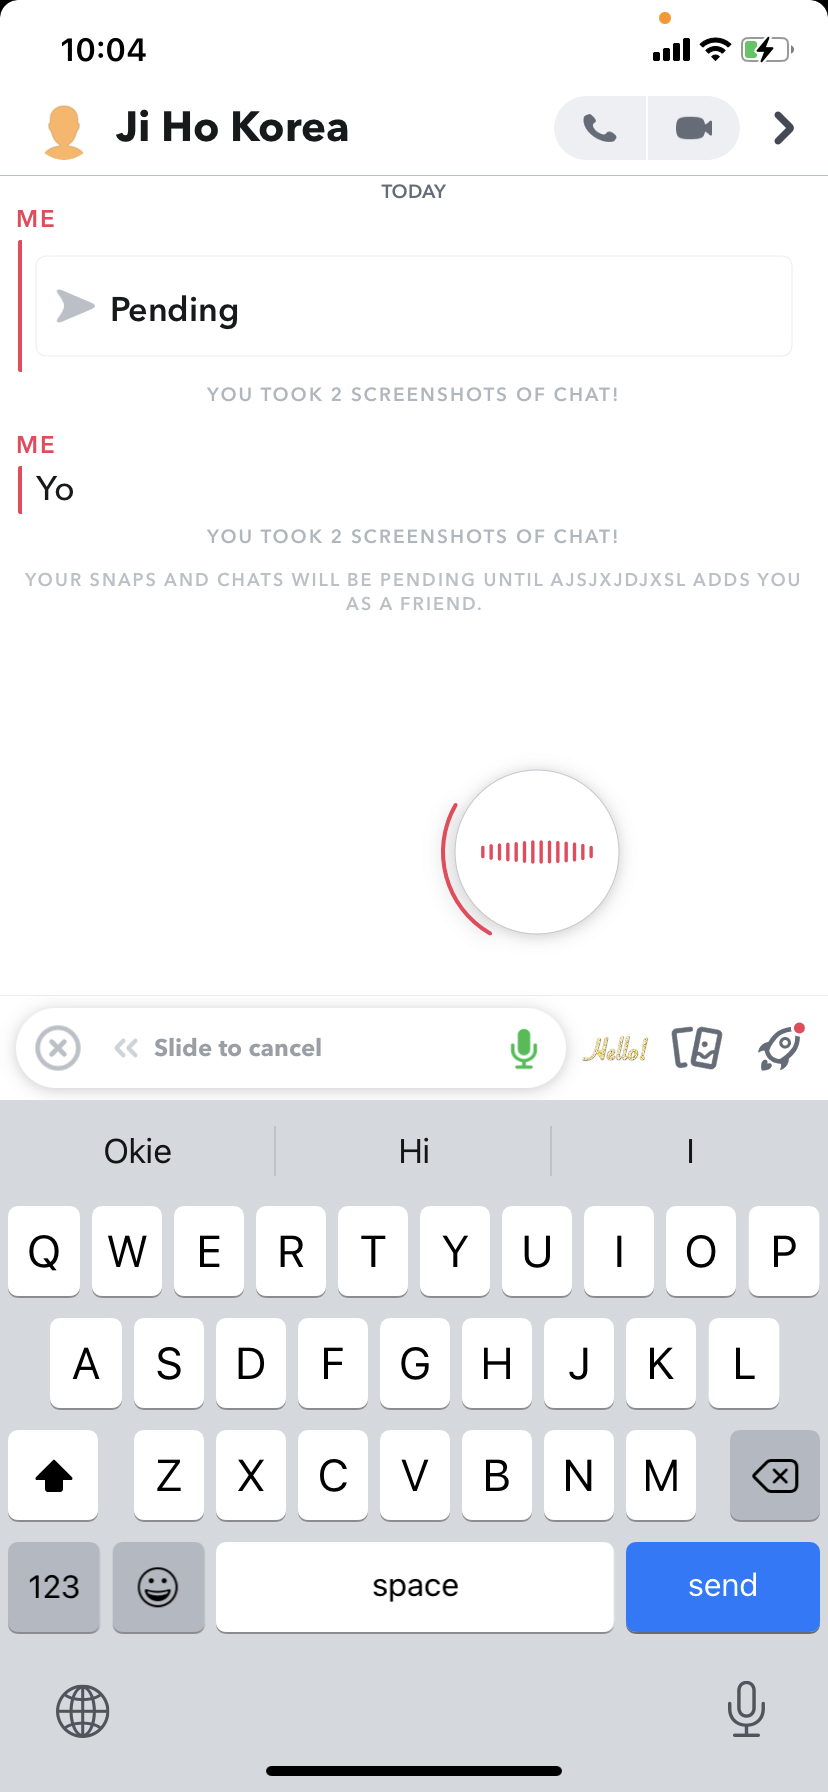 10:04
Ji Ho Korea
TODAY
ME
Pending
YOU TOOK 2 SCREENSHOTS OF CHAT!
ME
Yo
YOU TOOK 2 SCREENSHOTS OF CHAT!
YOUR SNAPS AND CHATS WILL BE PENDING UNTIL AJSJXJDJXSL ADDS YOU
AS A FRIEND.
Slide to cancel
Hello!
Okie Hi I
Q W E R T Y U I O P
A S D F G H J K L
Z X C V B N M
123 space send